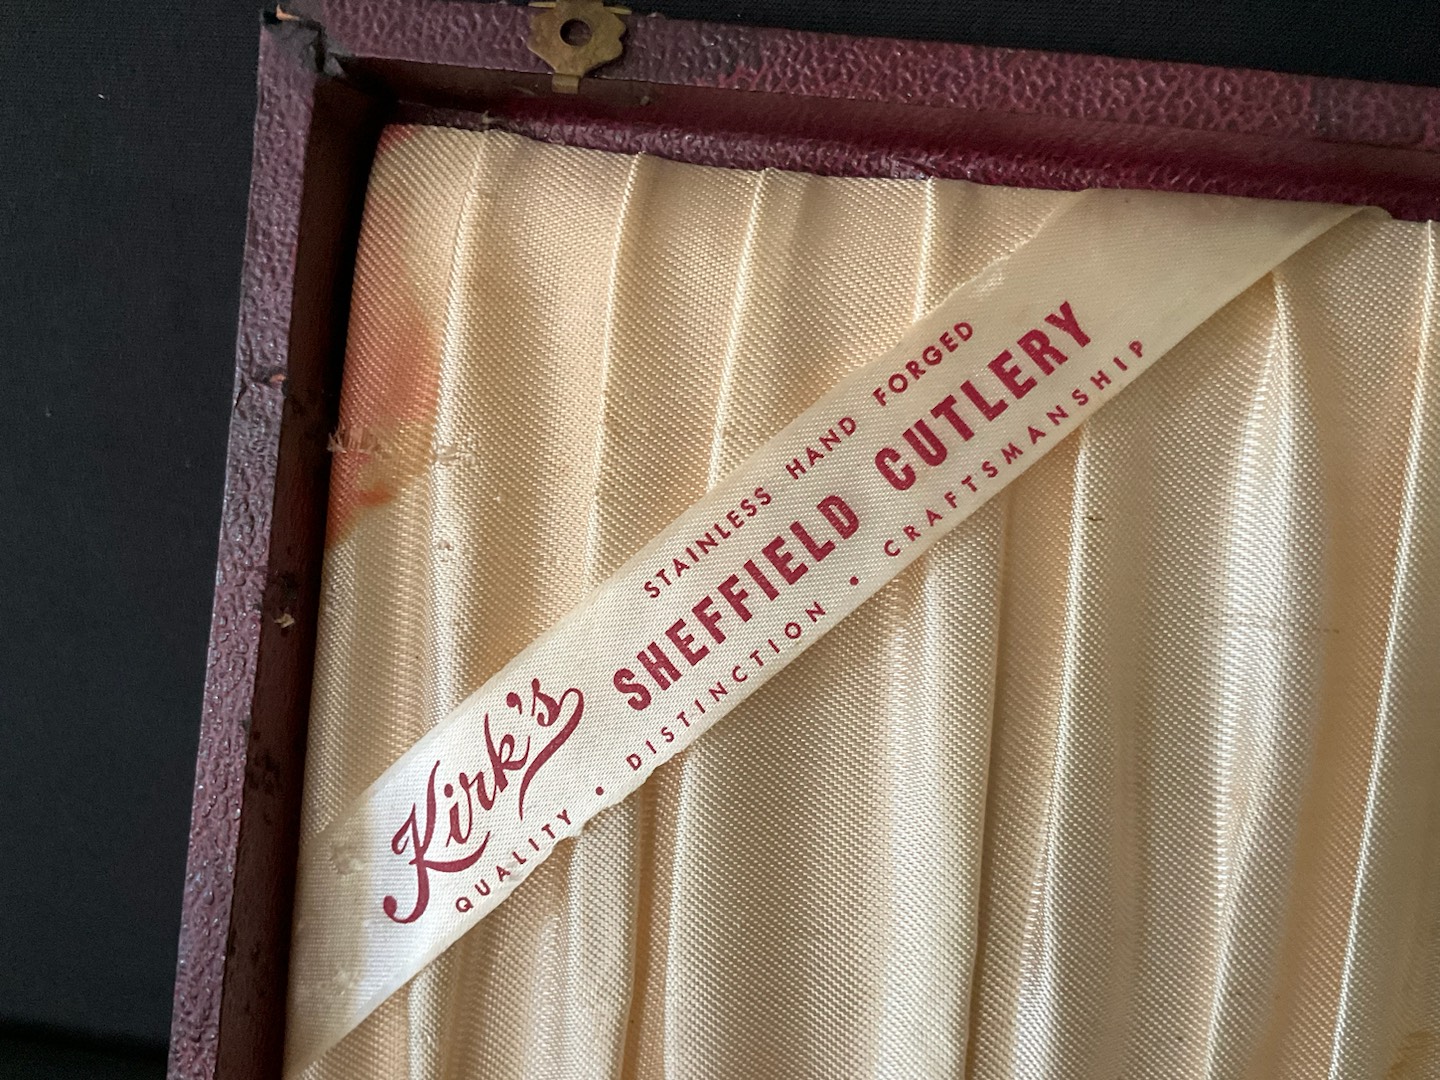 STAINLESS HAND FORGED
Kirk's SHEFFIELD CUTLERY
QUALITY • DISTINCTION • CRAFTSMANSHIP